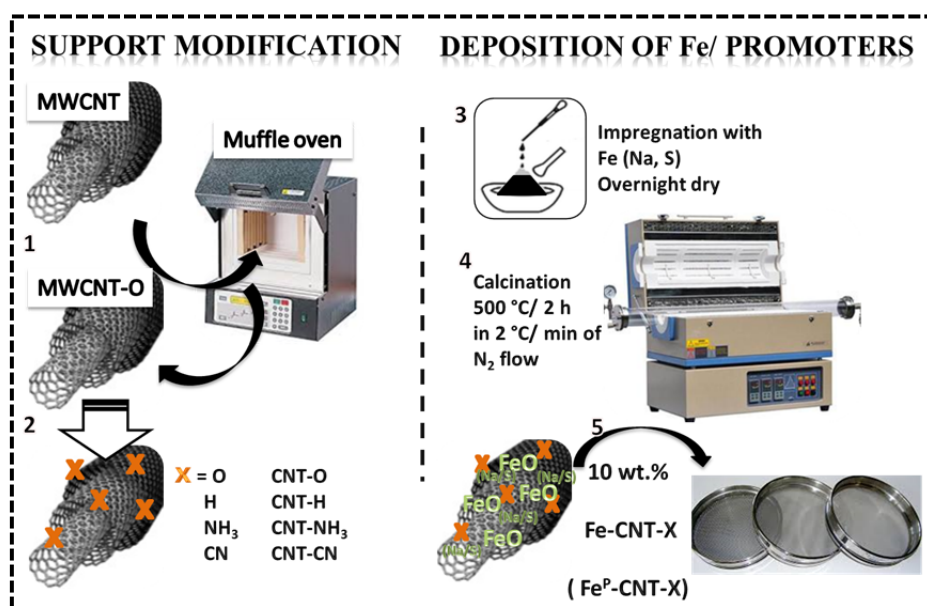 SUPPORT MODIFICATION
MWCNT
Muffle oven
1
MWCNT-O
2
X
X
X
X
X
X = O CNT-O
H CNT-H
NH₃ CNT-NH₃
CN CNT-CN
DEPOSITION OF Fe/ PROMOTERS
3
Impregnation with
Fe (Na, S)
Overnight dry
4
Calcination
500 °C/ 2 h
in 2 °C/ min of
N₂ flow
5
X FeO X
(Na/S) (Na/S)
FeO X FeO X
(Na/S)
X FeO
(Na/S)
10 wt.%
Fe-CNT-X
( Feᴾ-CNT-X)